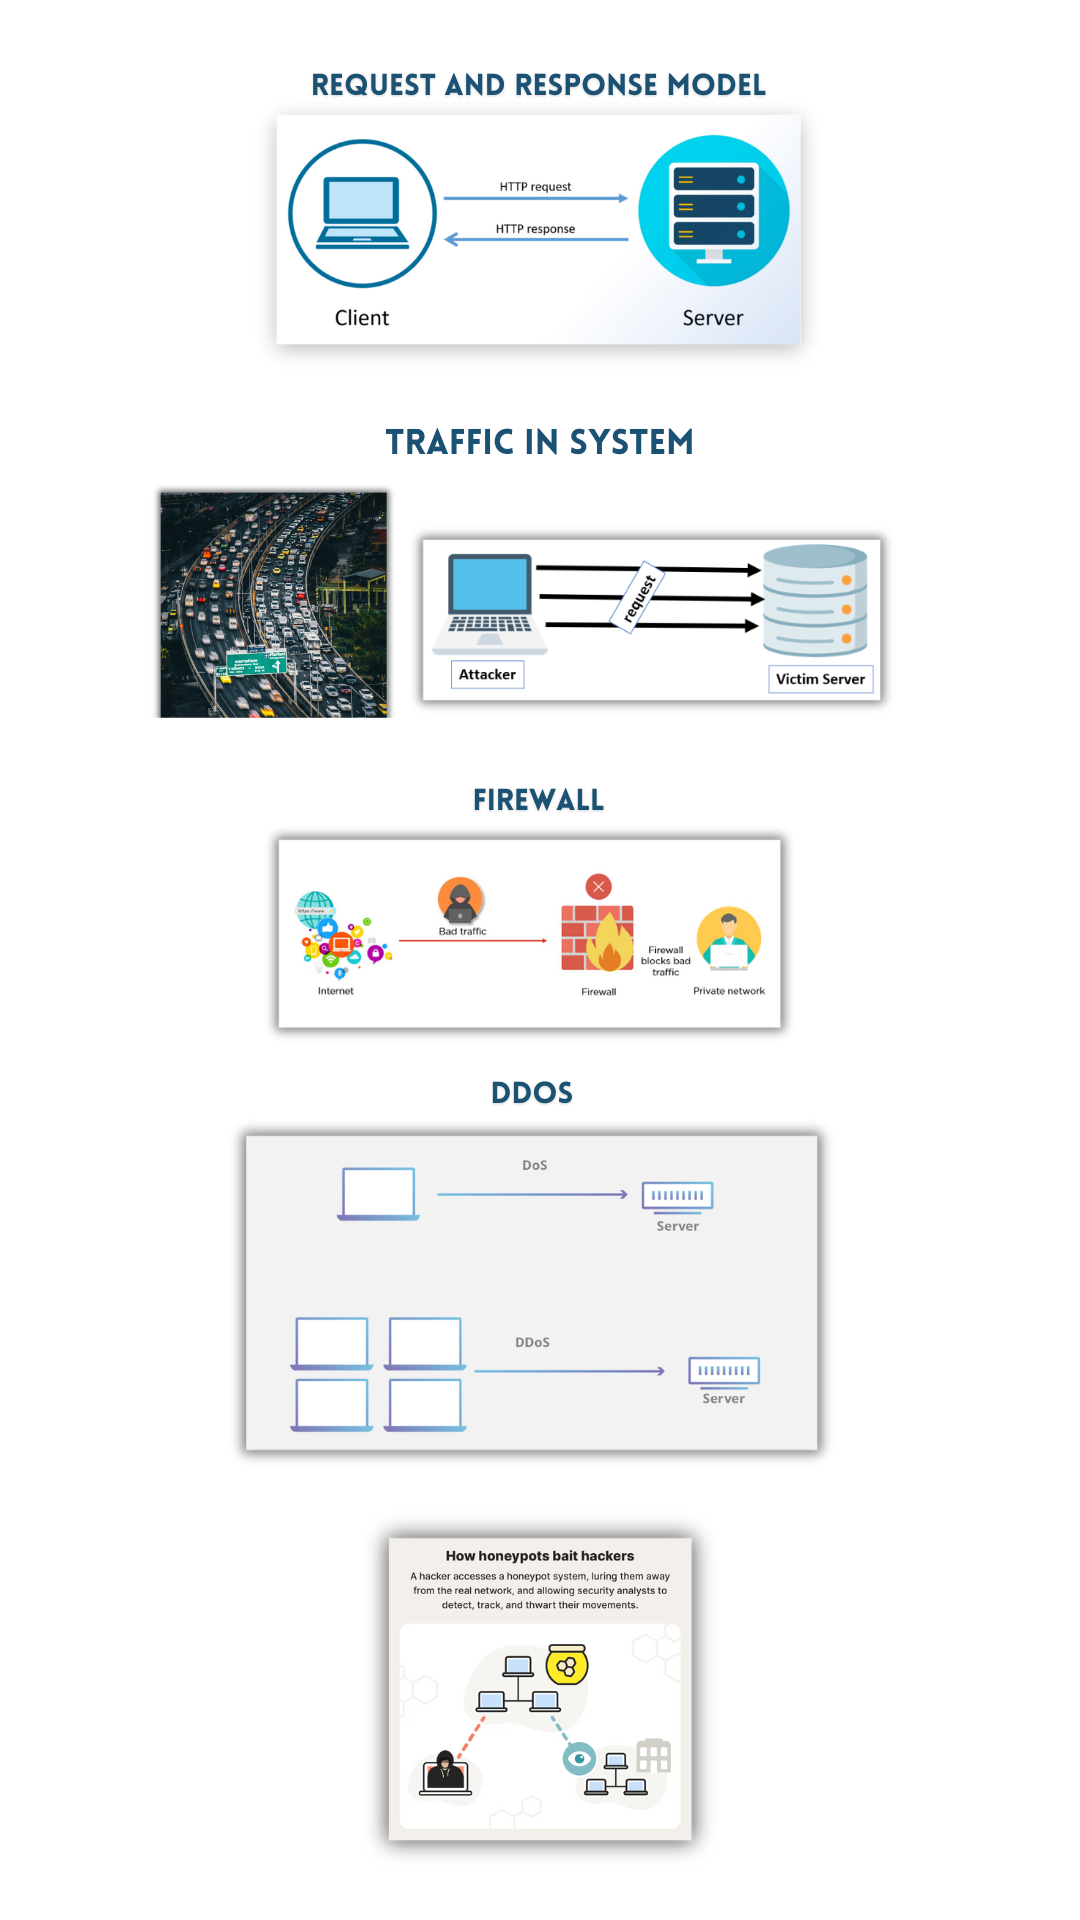 REQUEST AND RESPONSE MODEL
HTTP request
HTTP response
Client
Server
TRAFFIC IN SYSTEM
request
Attacker
Victim Server
FIREWALL
https://www
Bad traffic
Firewall
blocks bad
traffic
Internet
Firewall
Private network
DDOS
DoS
Server
DDoS
Server
How honeypots bait hackers
A hacker accesses a honeypot system, luring them away
from the real network, and allowing security analysts to
detect, track, and thwart their movements.